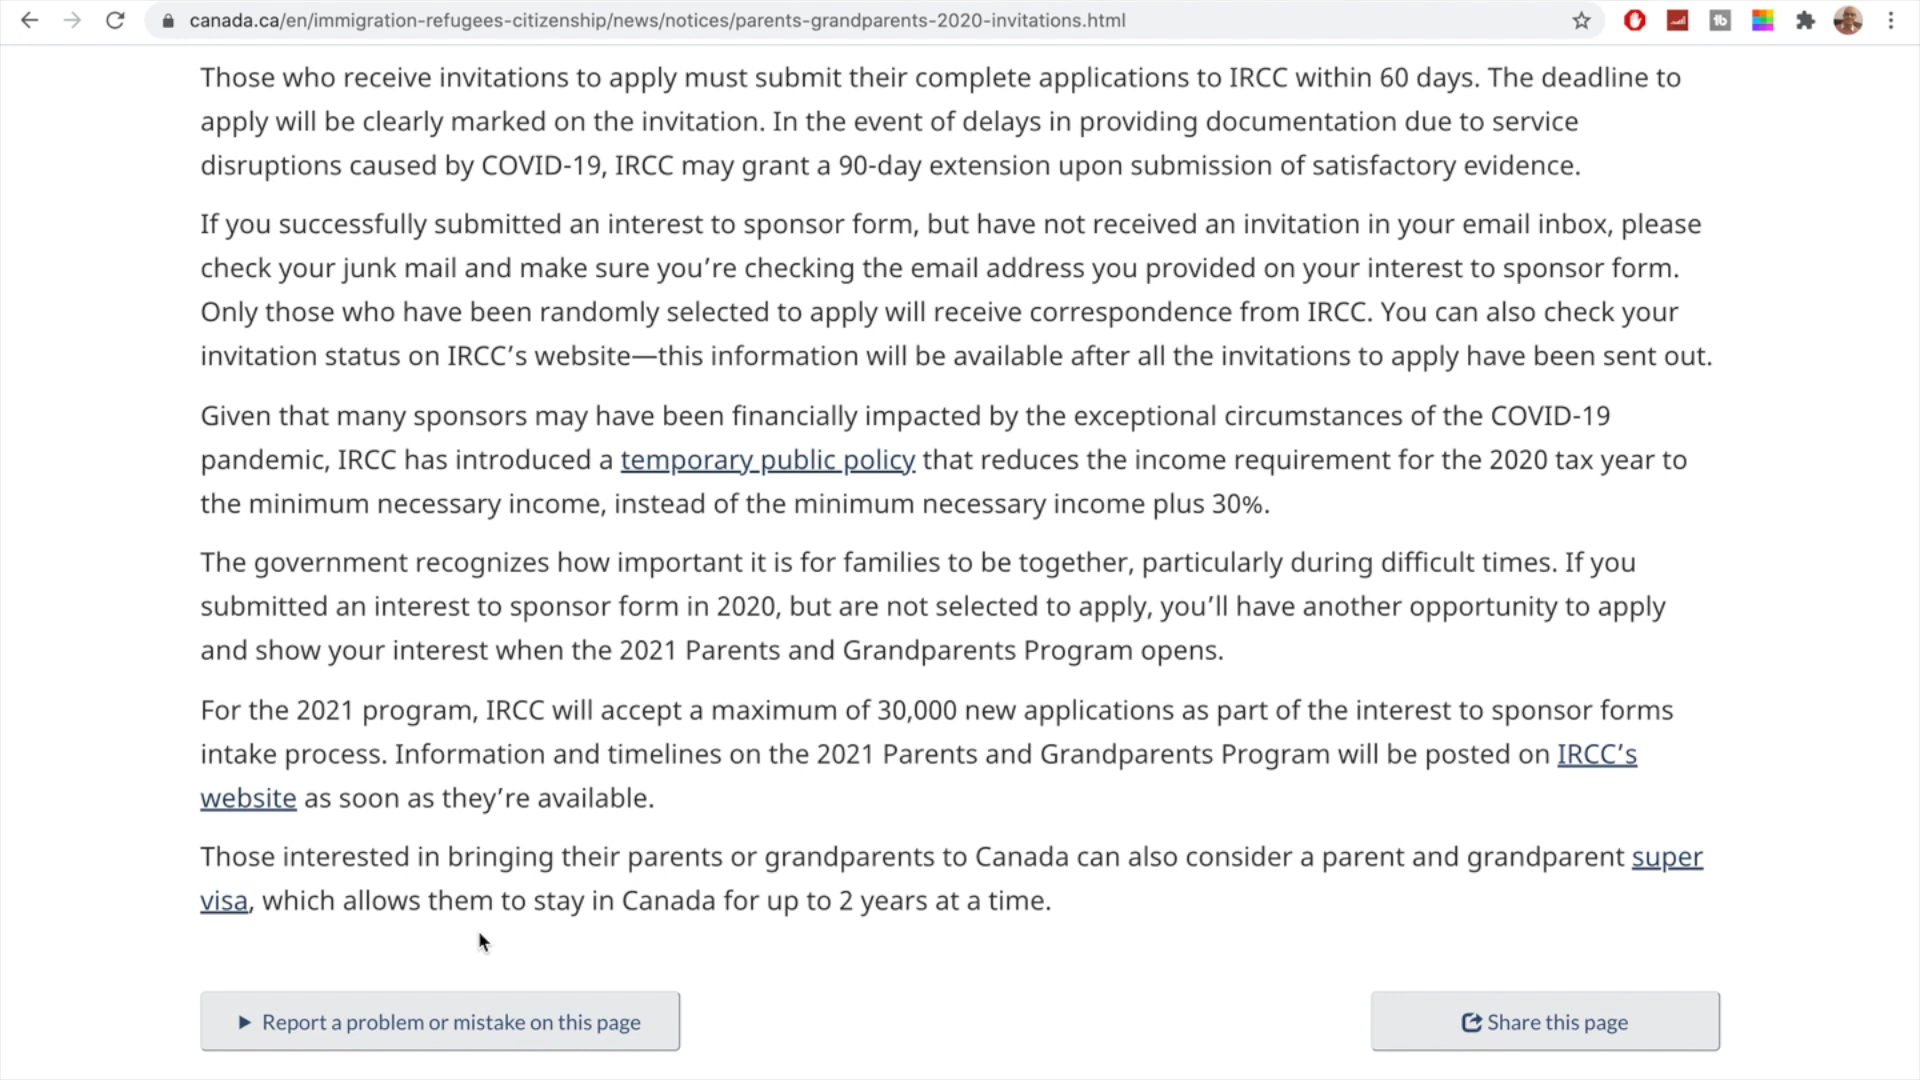 canada.ca/en/immigration-refugees-citizenship/news/notices/parents-grandparents-2020-invitations.html
Those who receive invitations to apply must submit their complete applications to IRCC within 60 days. The deadline to
apply will be clearly marked on the invitation. In the event of delays in providing documentation due to service
disruptions caused by COVID-19, IRCC may grant a 90-day extension upon submission of satisfactory evidence.
If you successfully submitted an interest to sponsor form, but have not received an invitation in your email inbox, please
check your junk mail and make sure you’re checking the email address you provided on your interest to sponsor form.
Only those who have been randomly selected to apply will receive correspondence from IRCC. You can also check your
invitation status on IRCC’s website—this information will be available after all the invitations to apply have been sent out.
Given that many sponsors may have been financially impacted by the exceptional circumstances of the COVID-19
pandemic, IRCC has introduced a temporary public policy that reduces the income requirement for the 2020 tax year to
the minimum necessary income, instead of the minimum necessary income plus 30%.
The government recognizes how important it is for families to be together, particularly during difficult times. If you
submitted an interest to sponsor form in 2020, but are not selected to apply, you’ll have another opportunity to apply
and show your interest when the 2021 Parents and Grandparents Program opens.
For the 2021 program, IRCC will accept a maximum of 30,000 new applications as part of the interest to sponsor forms
intake process. Information and timelines on the 2021 Parents and Grandparents Program will be posted on IRCC’s
website as soon as they’re available.
Those interested in bringing their parents or grandparents to Canada can also consider a parent and grandparent super
visa, which allows them to stay in Canada for up to 2 years at a time.
Report a problem or mistake on this page
Share this page